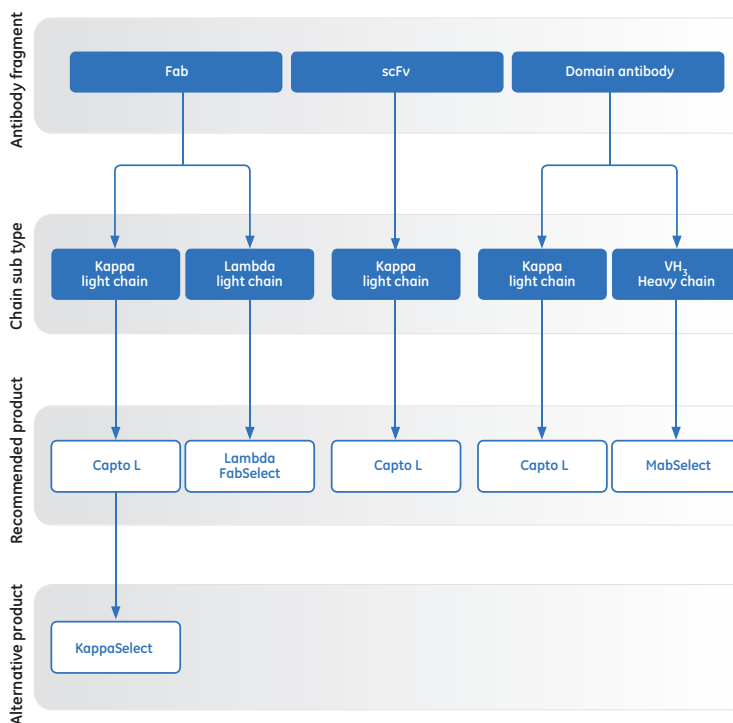 Antibody fragment
Fab
scFv
Domain antibody
Chain sub type
Kappa
light chain
Lambda
light chain
Kappa
light chain
Kappa
light chain
VH3
Heavy chain
Recommended product
Capto L
Lambda
FabSelect
Capto L
Capto L
MabSelect
Alternative product
KappaSelect